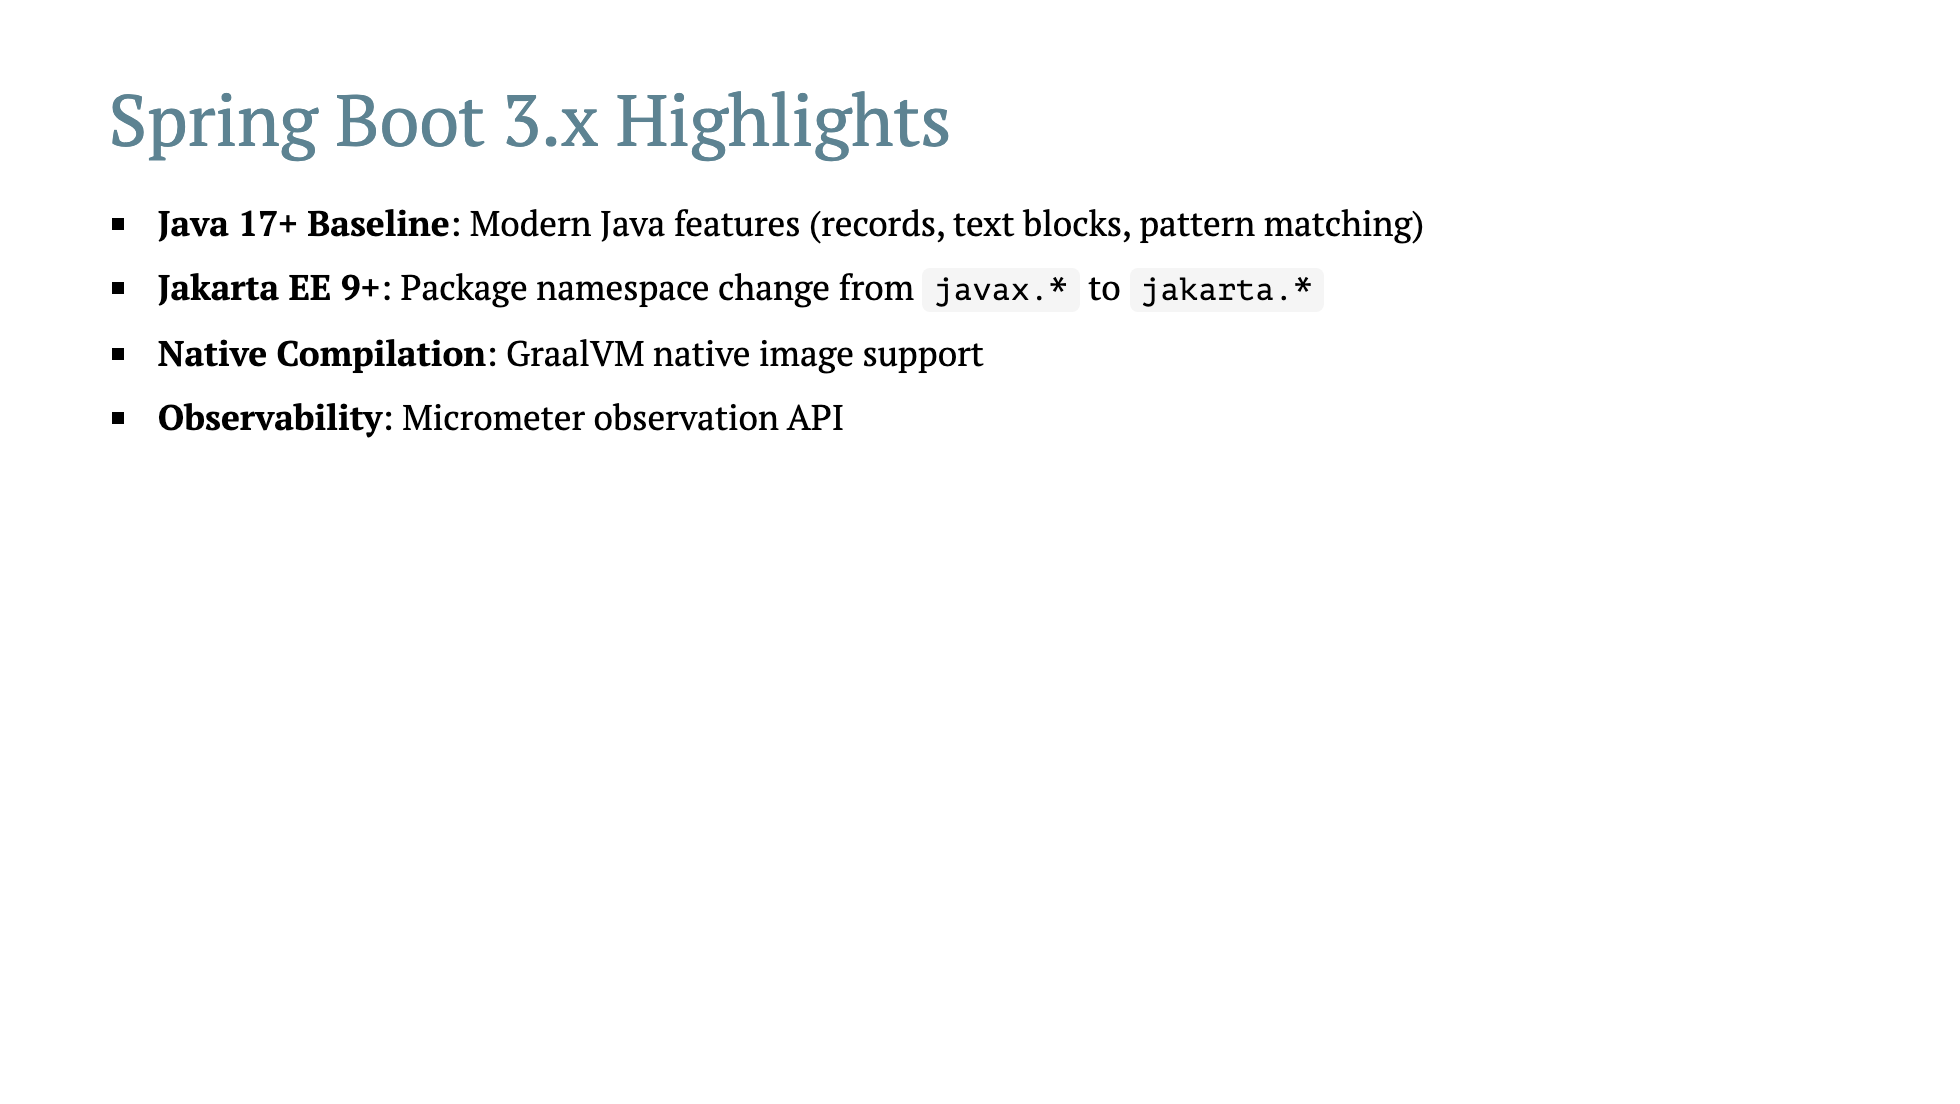 Spring Boot 3.x Highlights
▪ Java 17+ Baseline: Modern Java features (records, text blocks, pattern matching)
▪ Jakarta EE 9+: Package namespace change from javax.* to jakarta.*
▪ Native Compilation: GraalVM native image support
▪ Observability: Micrometer observation API